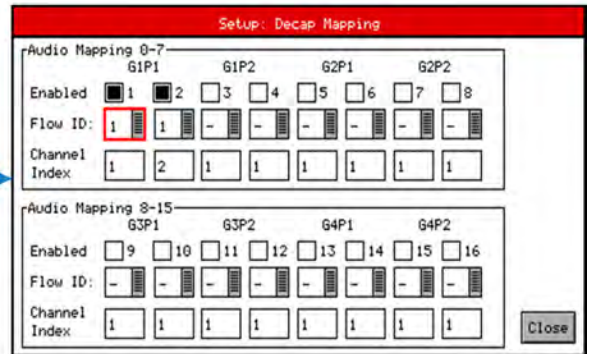 Setup: Decap Mapping
Audio Mapping 0-7
G1P1 G1P2 G2P1 G2P2
Enabled 1 2 3 4 5 6 7 8
Flow ID: 1 1 - - - - - -
Channel
Index 1 2 1 1 1 1 1 1
Audio Mapping 8-15
G3P1 G3P2 G4P1 G4P2
Enabled 9 10 11 12 13 14 15 16
Flow ID: - - - - - - - -
Channel
Index 1 1 1 1 1 1 1 1
Close